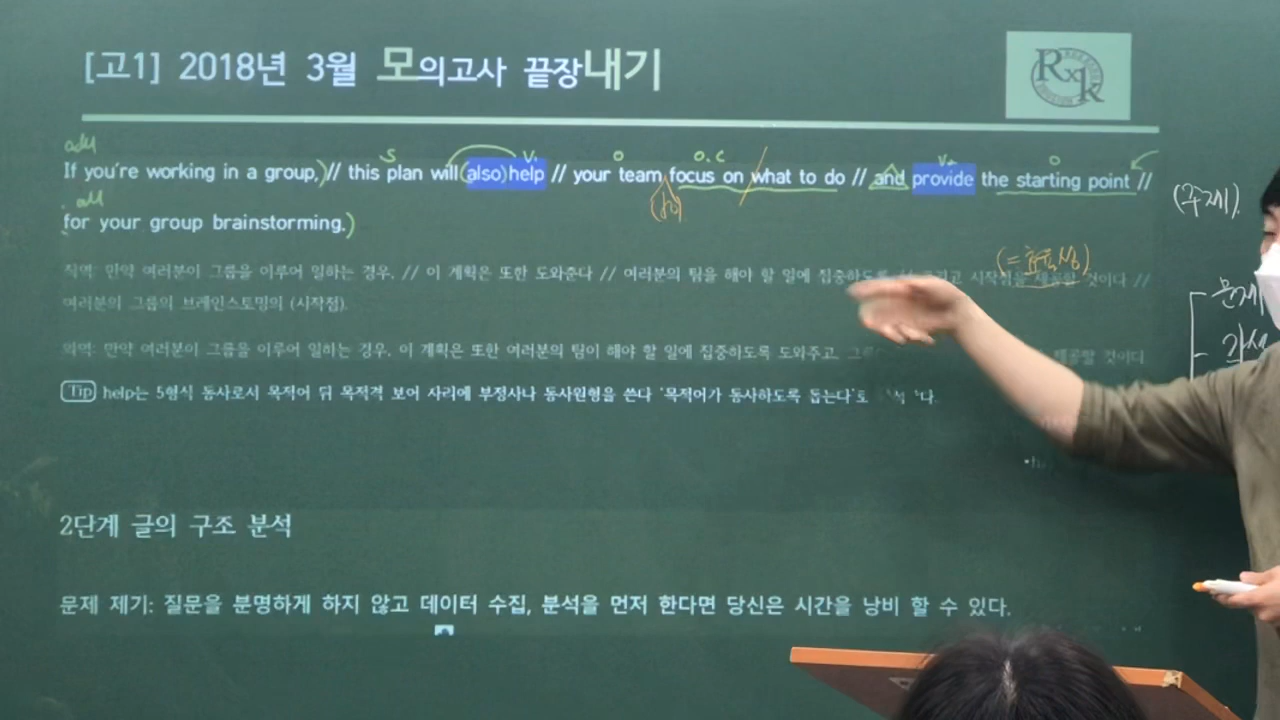 [고1] 2018년 3월 모의고사 끝장내기
RxK
adv
S V₁ O O.C V₂ O
If you're working in a group,)// this plan will (also)help // your team focus on what to do // and provide the starting point //
(to)
(주제).
for your group brainstorming.)
직역: 만약 여러분이 그룹을 이루어 일하는 경우, // 이 계획은 또한 도와준다 // 여러분의 팀을 해야 할 일에 집중하도록 // 그리고 시작점을 제공할 것이다 //
여러분의 그룹의 브레인스토밍의 (시작점).
문제
의역: 만약 여러분이 그룹을 이루어 일하는 경우, 이 계획은 또한 여러분의 팀이 해야 할 일에 집중하도록 도와주고, 제공할 것이다
Tip help는 5형식 동사로서 목적어 뒤 목적격 보어 자리에 부정사나 동사원형을 쓴다 '목적어가 동사하도록 돕는다'로
2단계 글의 구조 분석
문제 제기: 질문을 분명하게 하지 않고 데이터 수집, 분석을 먼저 한다면 당신은 시간을 낭비 할 수 있다.